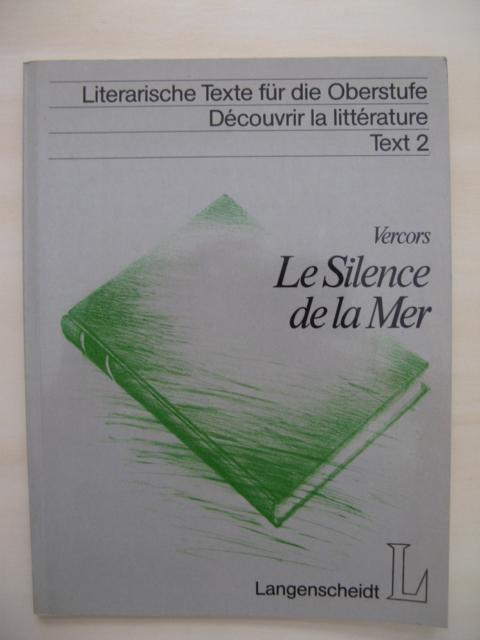 Literarische Texte für die Oberstufe
Découvrir la littérature
Text 2
Vercors
Le Silence
de la Mer
Langenscheidt L